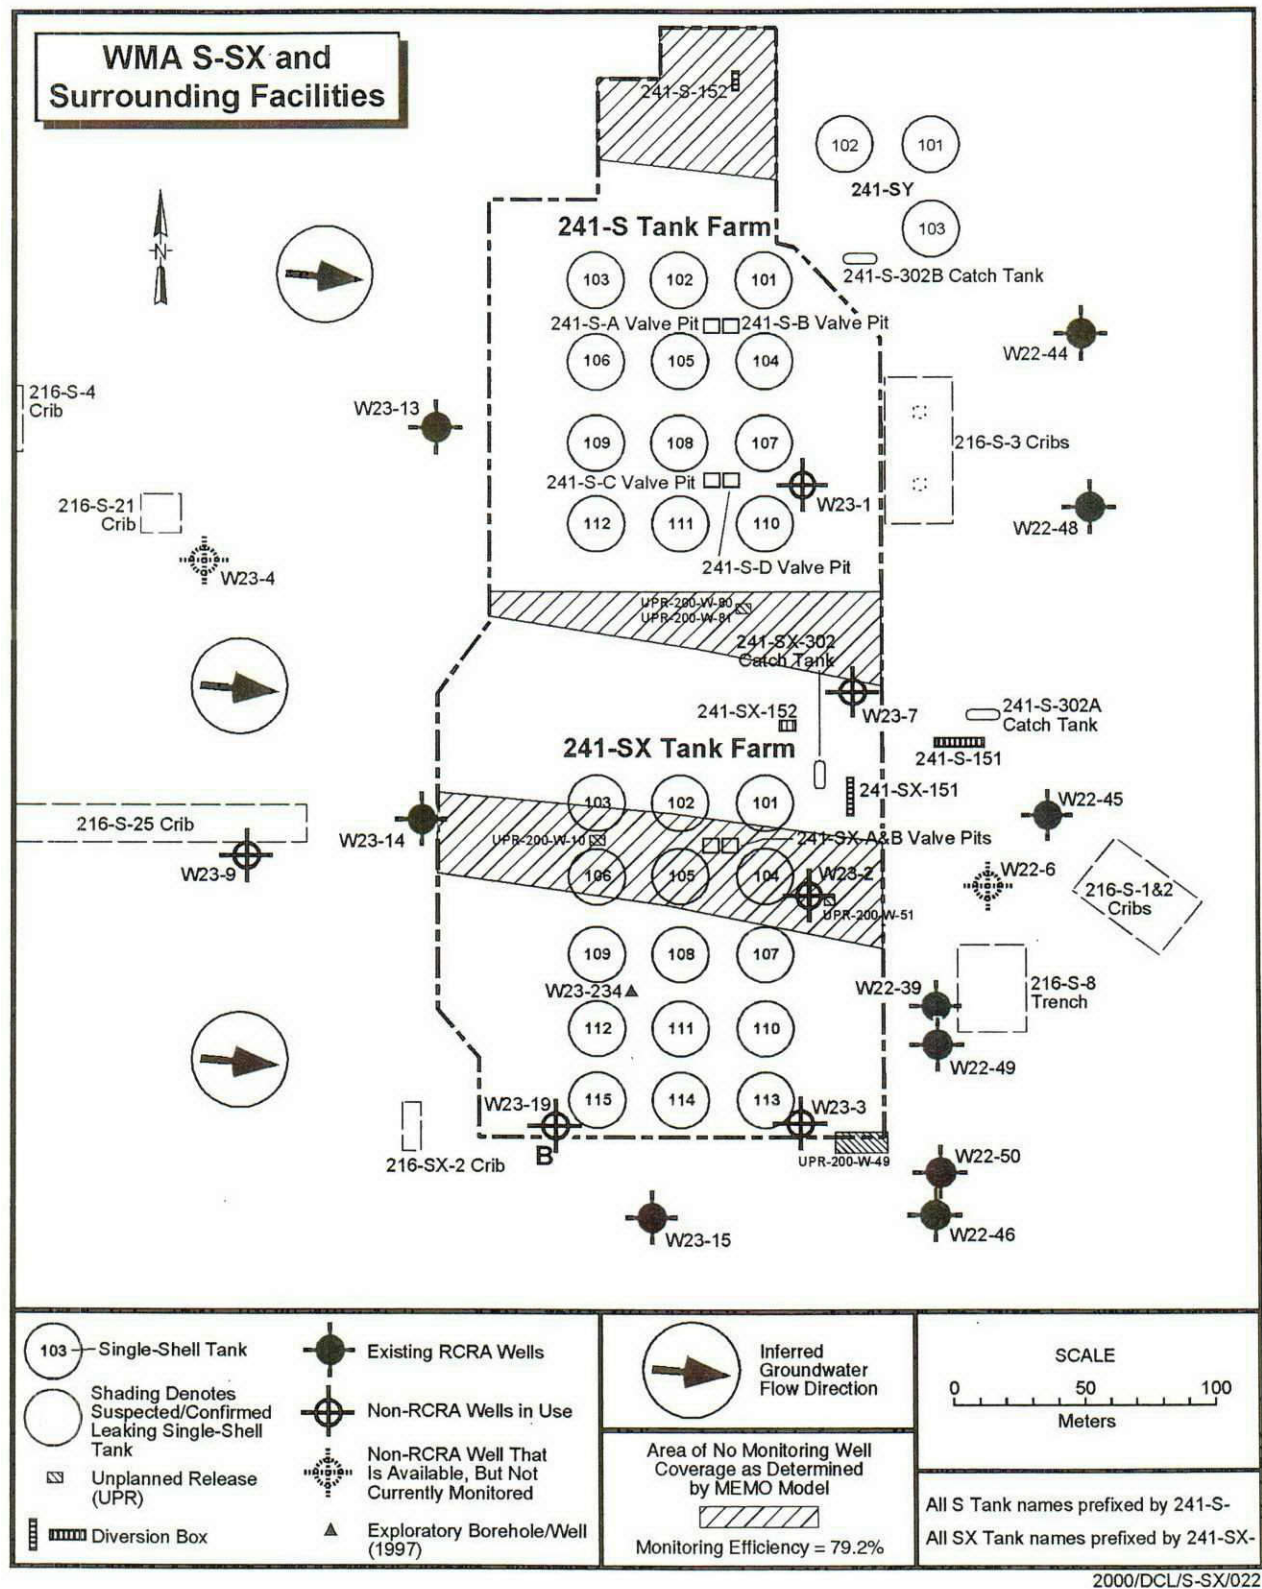 WMA S-SX and
Surrounding Facilities
241-S-152
102
101
241-SY
103
241-S-302B Catch Tank
N
241-S Tank Farm
103
102
101
241-S-A Valve Pit
241-S-B Valve Pit
106
105
104
W22-44
216-S-4
Crib
W23-13
109
108
107
216-S-3 Cribs
241-S-C Valve Pit
W23-1
216-S-21
Crib
112
111
110
W22-48
241-S-D Valve Pit
W23-4
UPR-200-W-80
UPR-200-W-81
241-SX-302
Catch Tank
W23-7
241-SX-152
241-S-302A
Catch Tank
241-SX Tank Farm
241-S-151
103
102
101
241-SX-151
W22-45
216-S-25 Crib
W23-14
UPR-200-W-10
241-SX-A&B Valve Pits
W23-9
106
105
104
W23-2
W22-6
216-S-1&2
Cribs
UPR-200-W-51
109
108
107
W23-234
W22-39
216-S-8
Trench
112
111
110
W22-49
W23-19
115
114
113
W23-3
B
216-SX-2 Crib
UPR-200-W-49
W22-50
W23-15
W22-46
103
Single-Shell Tank
Shading Denotes
Suspected/Confirmed
Leaking Single-Shell
Tank
Unplanned Release
(UPR)
Diversion Box
Existing RCRA Wells
Non-RCRA Wells in Use
Non-RCRA Well That
Is Available, But Not
Currently Monitored
Exploratory Borehole/Well
(1997)
Inferred
Groundwater
Flow Direction
Area of No Monitoring Well
Coverage as Determined
by MEMO Model
Monitoring Efficiency = 79.2%
SCALE
0 50 100
Meters
All S Tank names prefixed by 241-S-
All SX Tank names prefixed by 241-SX-
2000/DCL/S-SX/022